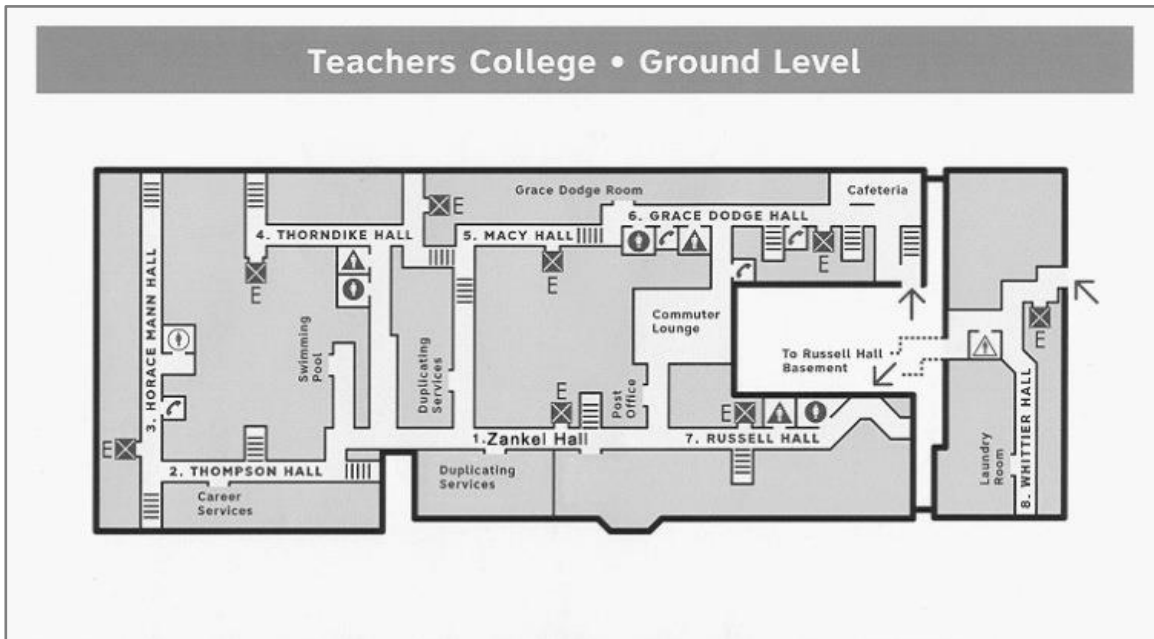 Teachers College • Ground Level
Grace Dodge Room
Cafeteria
E
6. GRACE DODGE HALL
4. THORNDIKE HALL
5. MACY HALL
E
E
E
3. HORACE MANN HALL
Swimming
Pool
Duplicating
Services
Commuter
Lounge
E
To Russell Hall
Basement
Post
Office
E
E
E
1. Zankel Hall
7. RUSSELL HALL
2. THOMPSON HALL
Duplicating
Services
Career
Services
Laundry
Room
8. WHITTIER HALL